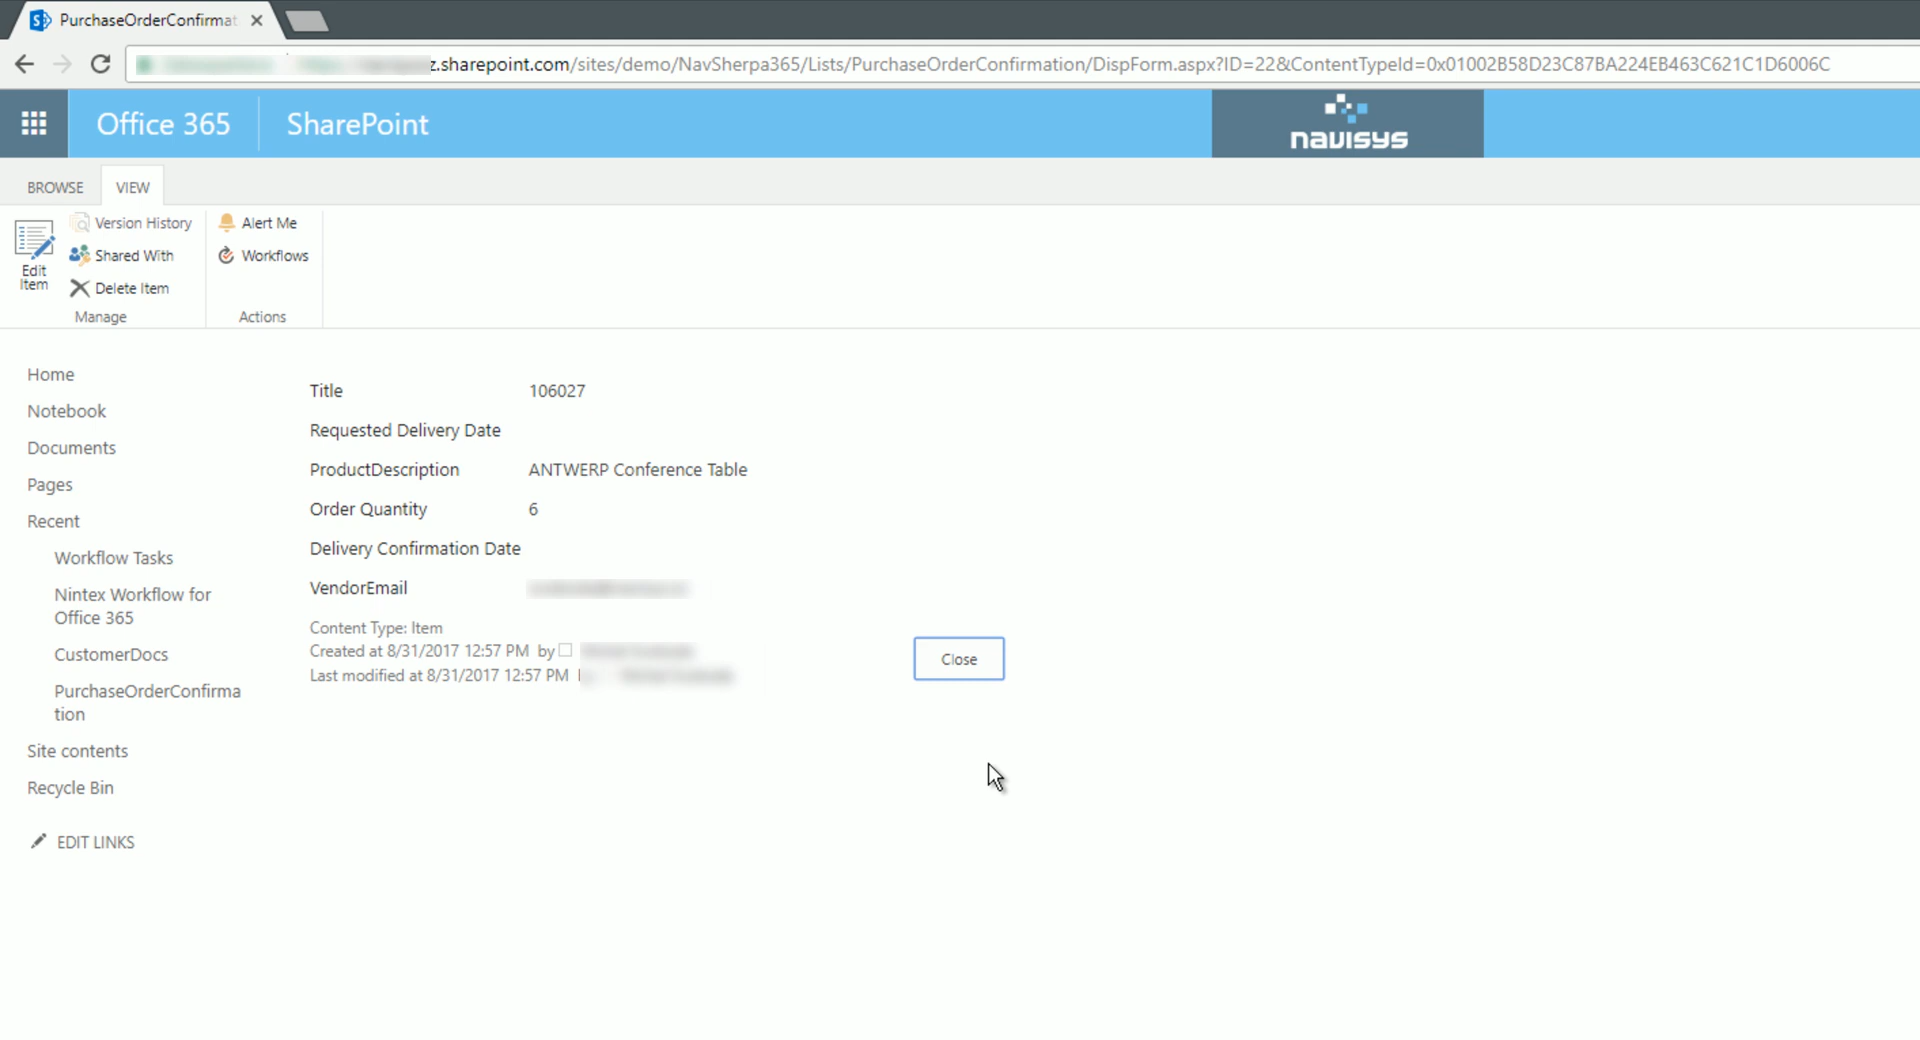 PurchaseOrderConfirmat
z.sharepoint.com/sites/demo/NavSherpa365/Lists/PurchaseOrderConfirmation/DispForm.aspx?ID=22&ContentTypeId=0x01002B58D23C87BA224EB463C621C1D6006C
Office 365 SharePoint
navisys
BROWSE VIEW
Edit
Item
Version History
Shared With
Delete Item
Manage
Alert Me
Workflows
Actions
Home
Notebook
Documents
Pages
Recent
Workflow Tasks
Nintex Workflow for
Office 365
CustomerDocs
PurchaseOrderConfirma
tion
Site contents
Recycle Bin
EDIT LINKS
Title 106027
Requested Delivery Date
ProductDescription ANTWERP Conference Table
Order Quantity 6
Delivery Confirmation Date
VendorEmail
Content Type: Item
Created at 8/31/2017 12:57 PM by
Last modified at 8/31/2017 12:57 PM
Close